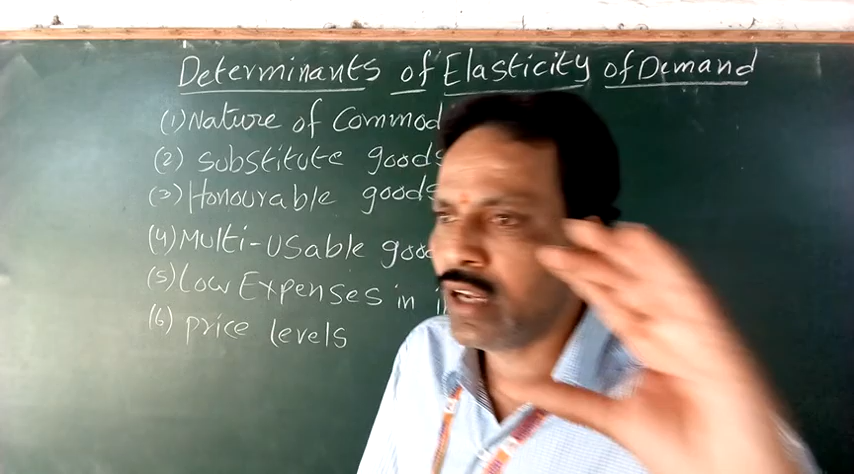 Determinants of Elasticity of Demand
(1) Nature of Commod
(2) substitute goods
(3) Honourable goods
(4) Multi-Usable goo
(5) Low Expenses in
(6) price levels